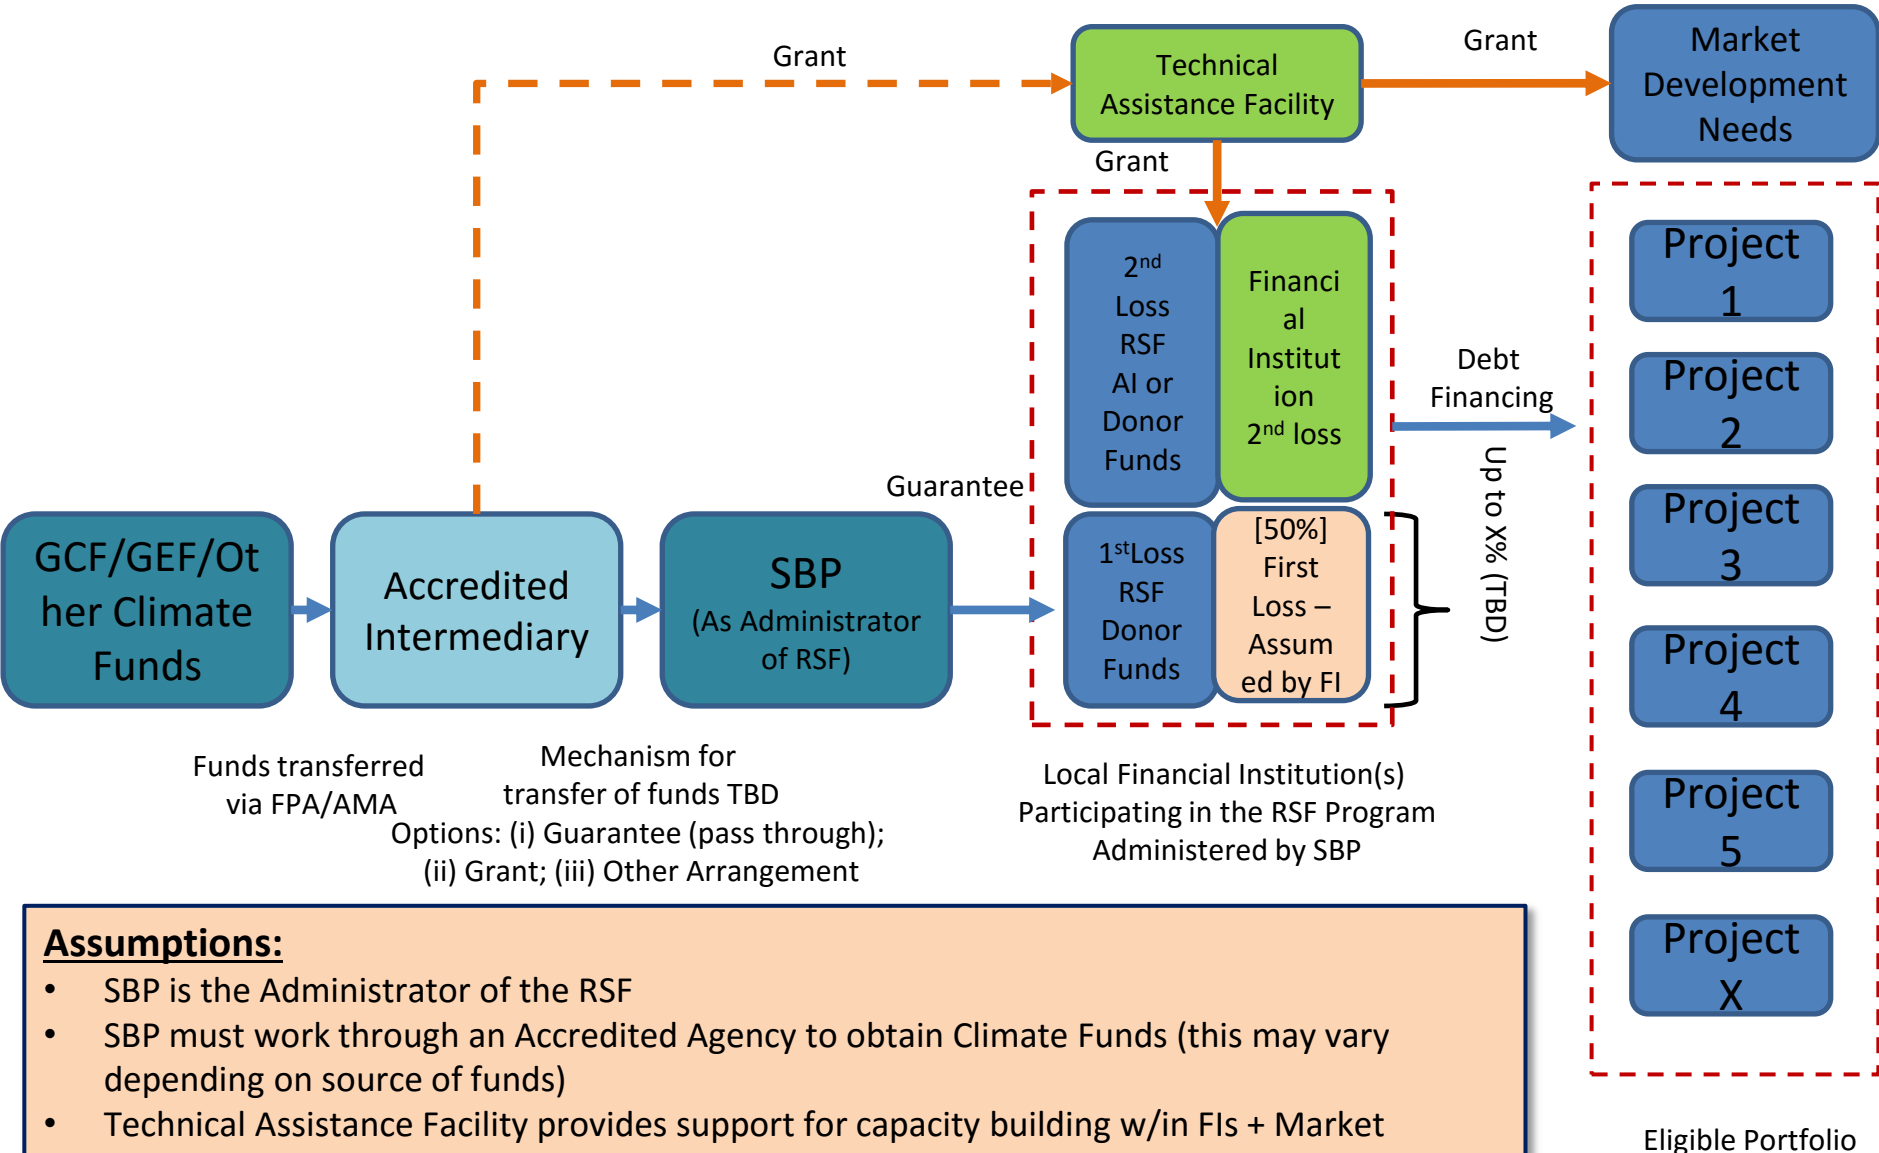 Grant
Technical
Assistance Facility
Grant
Market
Development
Needs
Grant
2nd
Loss
RSF
AI or
Donor
Funds
Financi
al
Institut
ion
2nd loss
Debt
Financing
Up to X% (TBD)
Guarantee
GCF/GEF/Ot
her Climate
Funds
Accredited
Intermediary
SBP
(As Administrator
of RSF)
1stLoss
RSF
Donor
Funds
[50%]
First
Loss –
Assum
ed by FI
Project
1
Project
2
Project
3
Project
4
Project
5
Project
X
Funds transferred
via FPA/AMA
Mechanism for
transfer of funds TBD
Options: (i) Guarantee (pass through);
(ii) Grant; (iii) Other Arrangement
Local Financial Institution(s)
Participating in the RSF Program
Administered by SBP
Assumptions:
• SBP is the Administrator of the RSF
• SBP must work through an Accredited Agency to obtain Climate Funds (this may vary
depending on source of funds)
• Technical Assistance Facility provides support for capacity building w/in FIs + Market
Eligible Portfolio